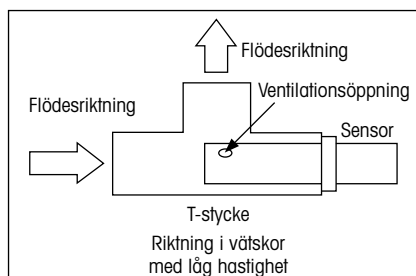 Flödesriktning
Ventilationsöppning
Flödesriktning
Sensor
T-stycke
Riktning i vätskor
med låg hastighet